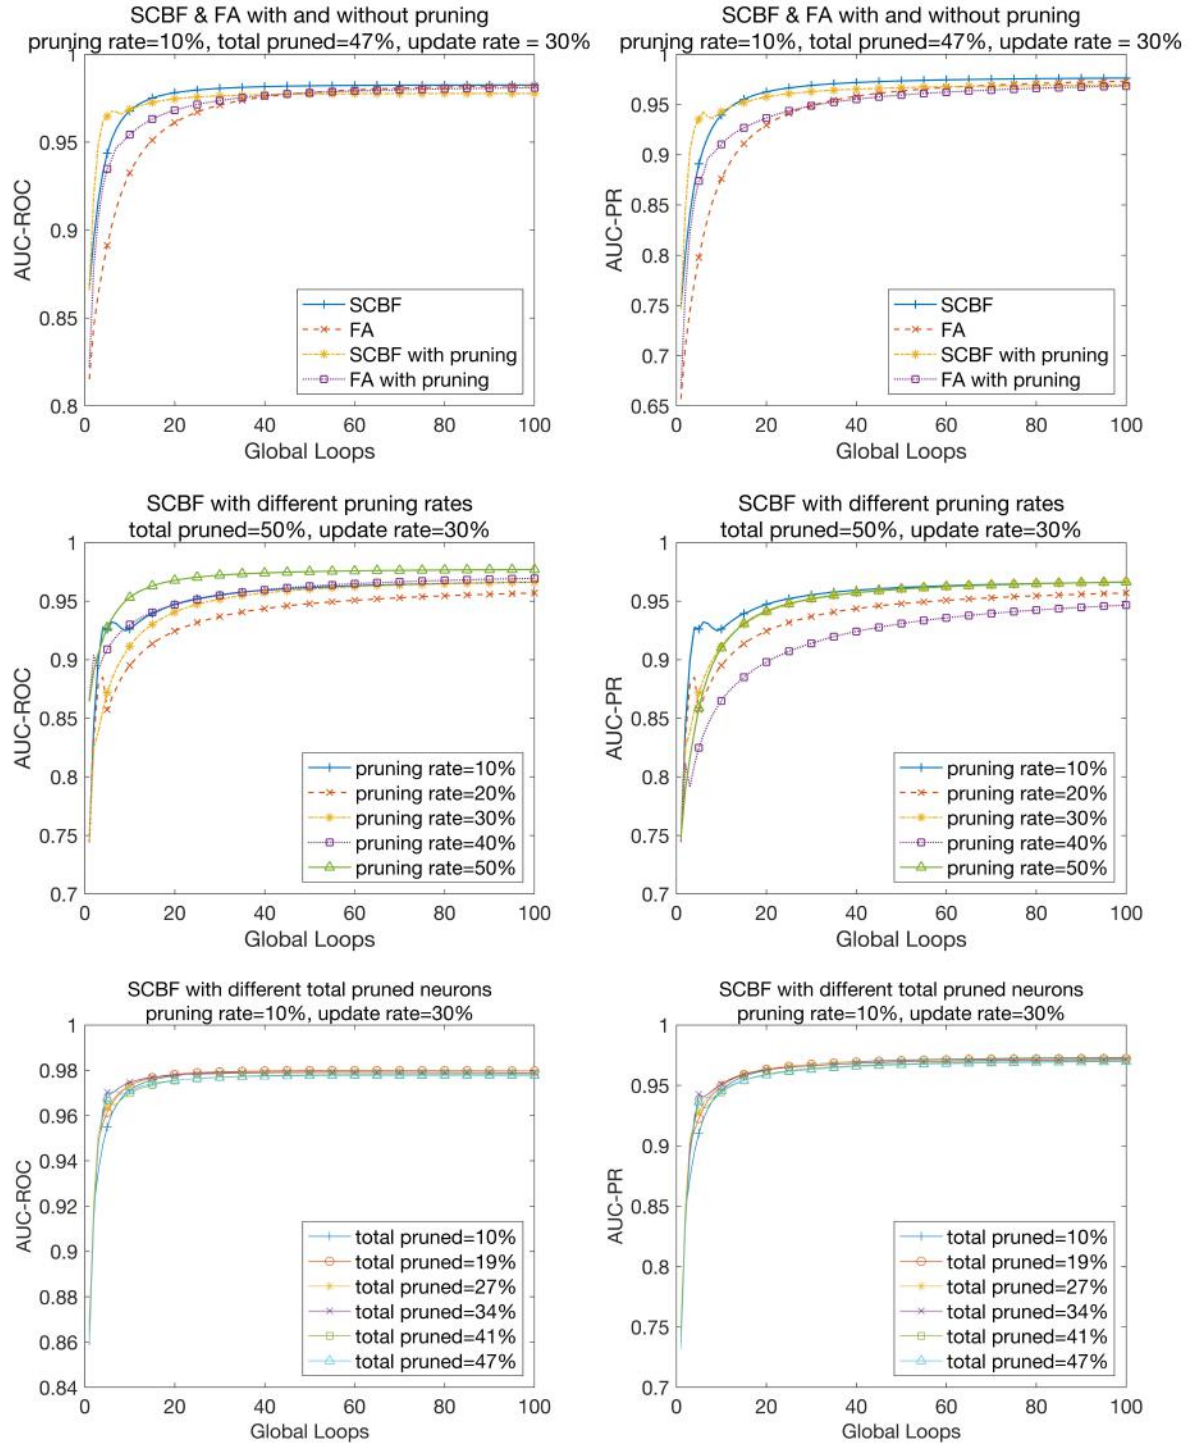 SCBF & FA with and without pruning
pruning rate=10%, total pruned=47%, update rate = 30%
1
0.95
0.9
0.85
0.8
AUC-ROC
SCBF
FA
SCBF with pruning
FA with pruning
0 20 40 60 80 100
Global Loops
SCBF & FA with and without pruning
pruning rate=10%, total pruned=47%, update rate = 30%
1
0.95
0.9
0.85
0.8
0.75
0.7
0.65
AUC-PR
SCBF
FA
SCBF with pruning
FA with pruning
0 20 40 60 80 100
Global Loops
SCBF with different pruning rates
total pruned=50%, update rate=30%
1
0.95
0.9
0.85
0.8
0.75
0.7
AUC-ROC
pruning rate=10%
pruning rate=20%
pruning rate=30%
pruning rate=40%
pruning rate=50%
0 20 40 60 80 100
Global Loops
SCBF with different pruning rates
total pruned=50%, update rate=30%
1
0.95
0.9
0.85
0.8
0.75
0.7
AUC-PR
pruning rate=10%
pruning rate=20%
pruning rate=30%
pruning rate=40%
pruning rate=50%
0 20 40 60 80 100
Global Loops
SCBF with different total pruned neurons
pruning rate=10%, update rate=30%
1
0.98
0.96
0.94
0.92
0.9
0.88
0.86
0.84
AUC-ROC
total pruned=10%
total pruned=19%
total pruned=27%
total pruned=34%
total pruned=41%
total pruned=47%
0 20 40 60 80 100
Global Loops
SCBF with different total pruned neurons
pruning rate=10%, update rate=30%
1
0.95
0.9
0.85
0.8
0.75
0.7
AUC-PR
total pruned=10%
total pruned=19%
total pruned=27%
total pruned=34%
total pruned=41%
total pruned=47%
0 20 40 60 80 100
Global Loops